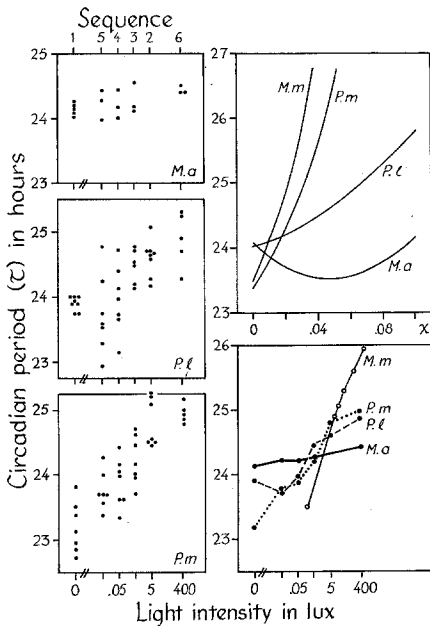 Sequence
1 5 4 3 2 6
25
24
23
M.a
25
24
23
P.l
25
24
23
P.m
0 .05 5 400
Circadian period (τ) in hours
27
26
25
24
23
M.m
P.m
P.l
M.a
0 .04 x
26
25
24
23
M.m
P.m
P.l
M.a
0 .05 5 400
Light intensity in lux